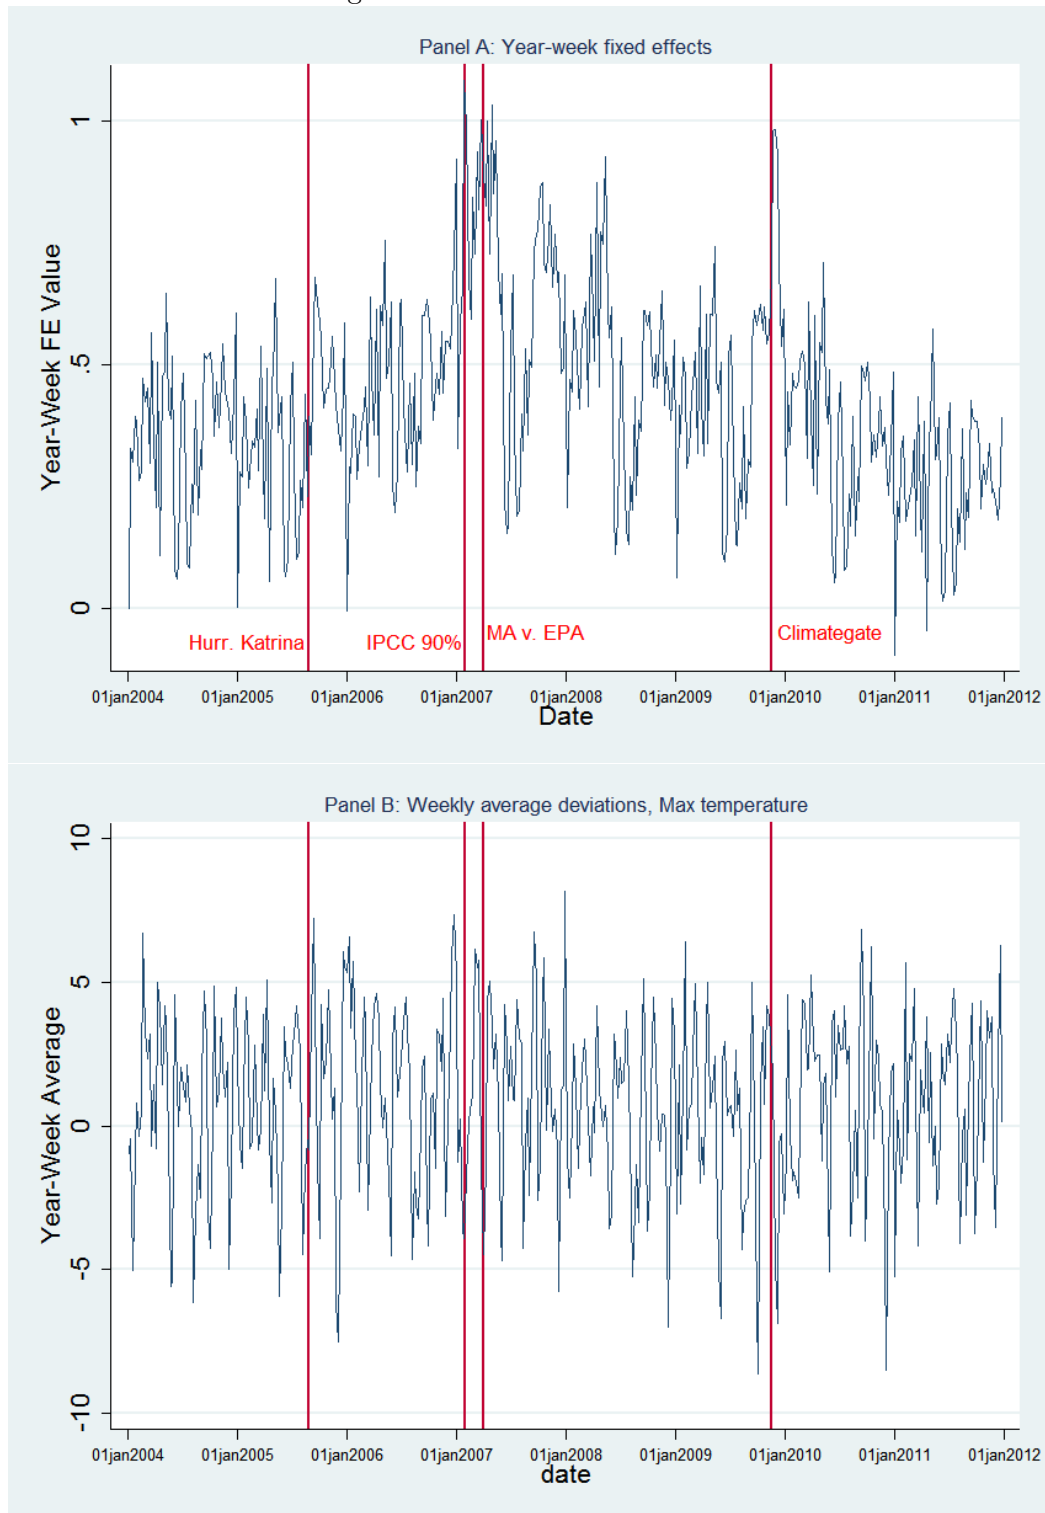 Panel A: Year-week fixed effects
Year-Week FE Value
1
.5
0
Hurr. Katrina
IPCC 90%
MA v. EPA
Climategate
01jan2004 01jan2005 01jan2006 01jan2007 01jan2008 01jan2009 01jan2010 01jan2011 01jan2012
Date
Panel B: Weekly average deviations, Max temperature
Year-Week Average
10
5
0
-5
-10
01jan2004 01jan2005 01jan2006 01jan2007 01jan2008 01jan2009 01jan2010 01jan2011 01jan2012
date